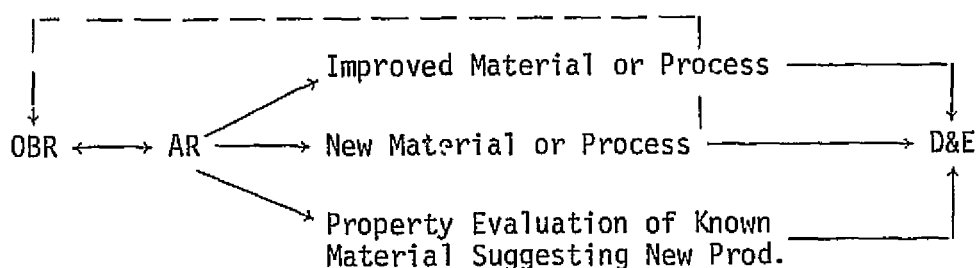 Improved Material or Process
OBR AR New Material or Process D&E
Property Evaluation of Known
Material Suggesting New Prod.